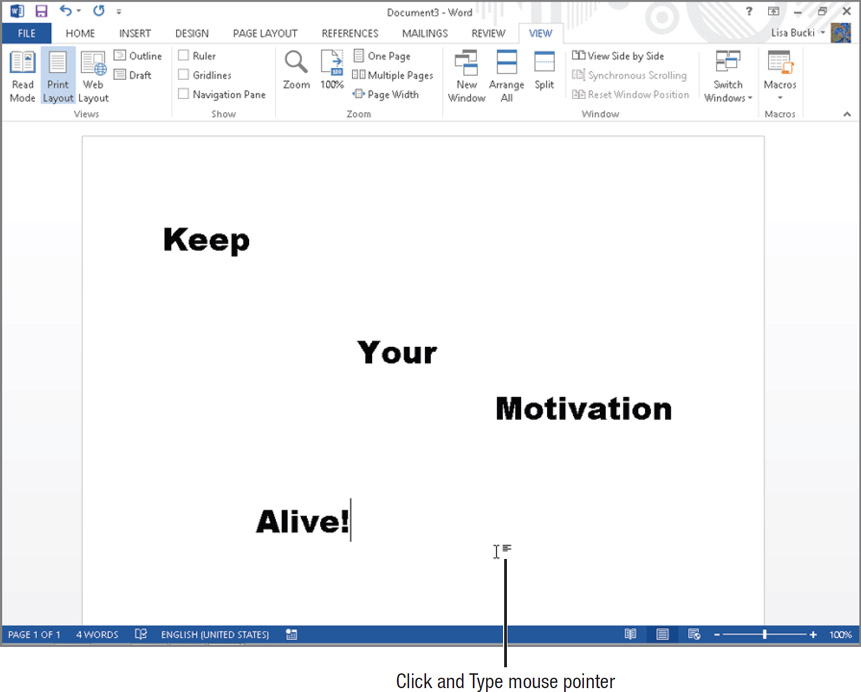 Document3 - Word
FILE HOME INSERT DESIGN PAGE LAYOUT REFERENCES MAILINGS REVIEW VIEW Lisa Bucki
Read Mode
Print Layout
Web Layout
Outline
Draft
Views
Ruler
Gridlines
Navigation Pane
Show
Zoom
100%
One Page
Multiple Pages
Page Width
Zoom
New Window
Arrange All
Split
View Side by Side
Synchronous Scrolling
Reset Window Position
Window
Switch Windows
Macros
Macros
Keep
Your
Motivation
Alive!
PAGE 1 OF 1 4 WORDS ENGLISH (UNITED STATES) 100%
Click and Type mouse pointer